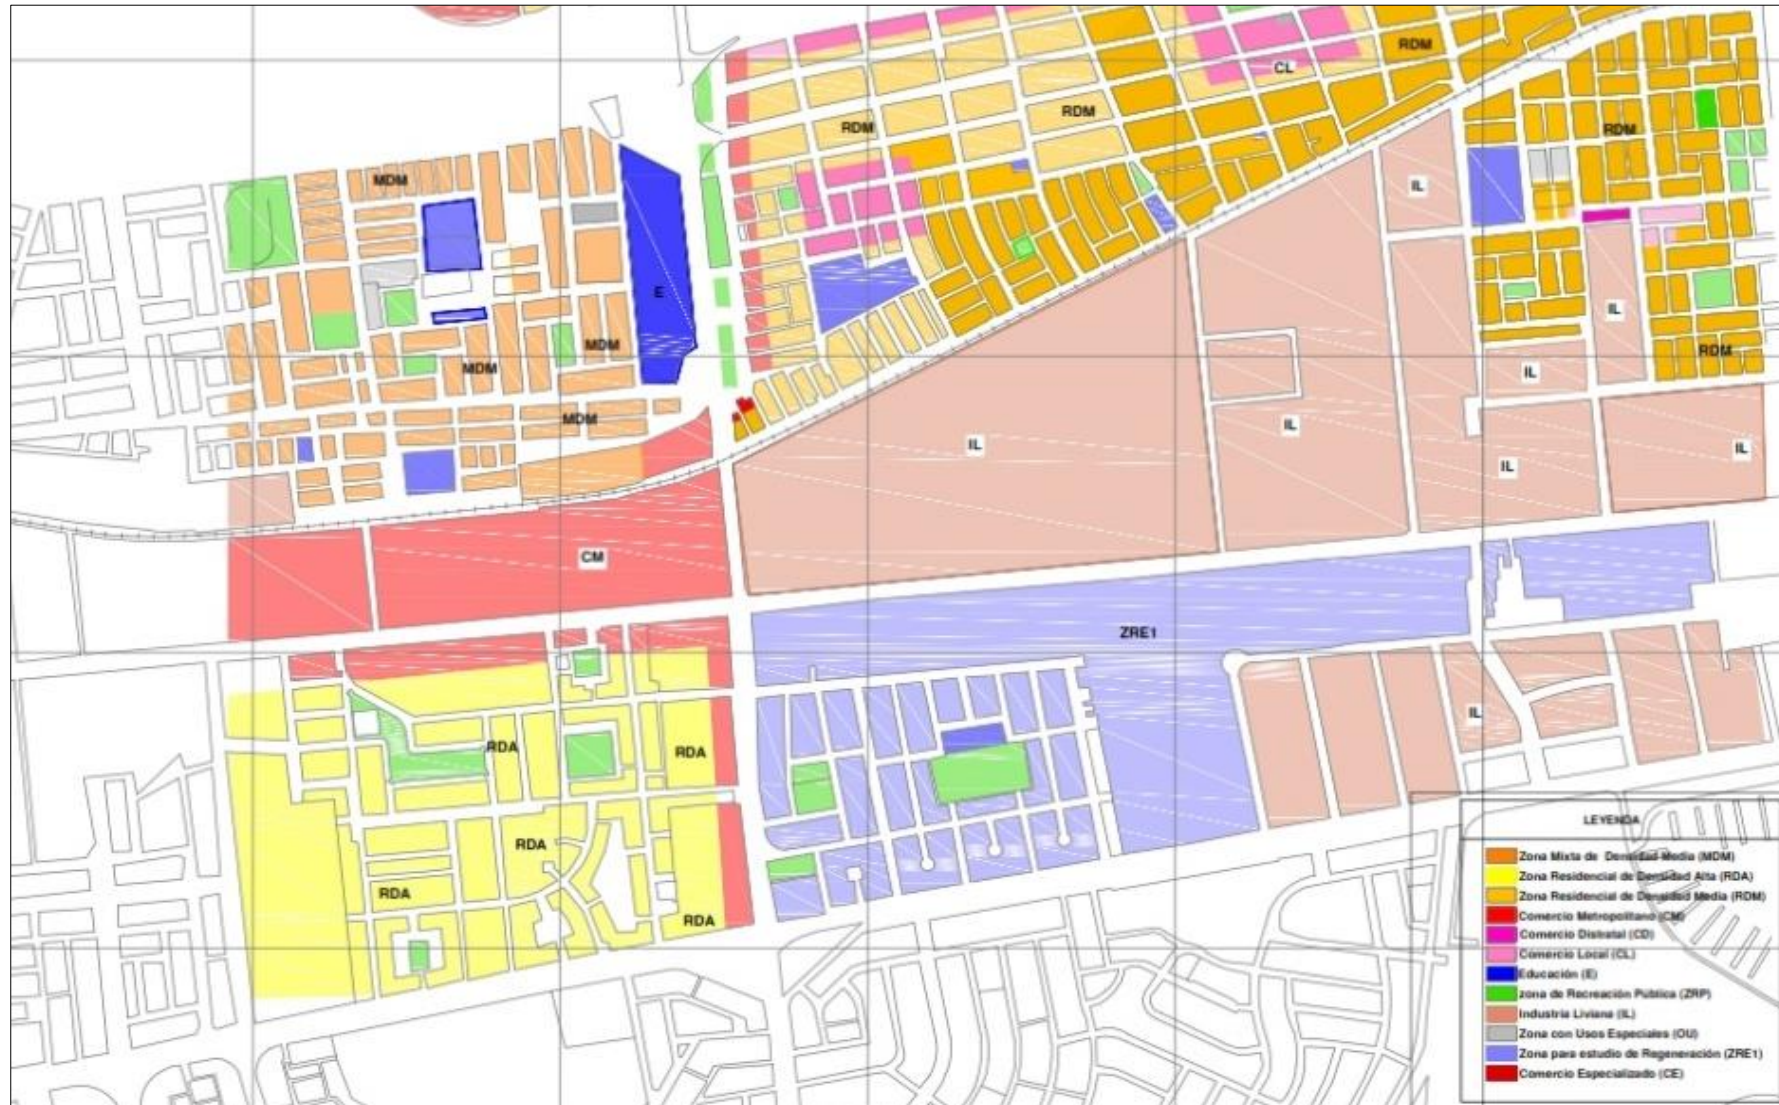 RDM
CL
RDM
RDM
RDM
MDM
IL
E
IL
MDM
RDM
MDM
IL
MDM
IL
IL
IL
IL
CM
ZRE1
IL
RDA
RDA
RDA
RDA
RDA
LEYENDA
Zona Mixta de Densidad Media (MDM)
Zona Residencial de Densidad Alta (RDA)
Zona Residencial de Densidad Media (RDM)
Comercio Metropolitano (CM)
Comercio Distratal (CD)
Comercio Local (CL)
Educación (E)
zona de Recreación Publica (ZRP)
Industria Liviana (IL)
Zona con Usos Especiales (OU)
Zona para estudio de Regeneración (ZRE1)
Comercio Especializado (CE)